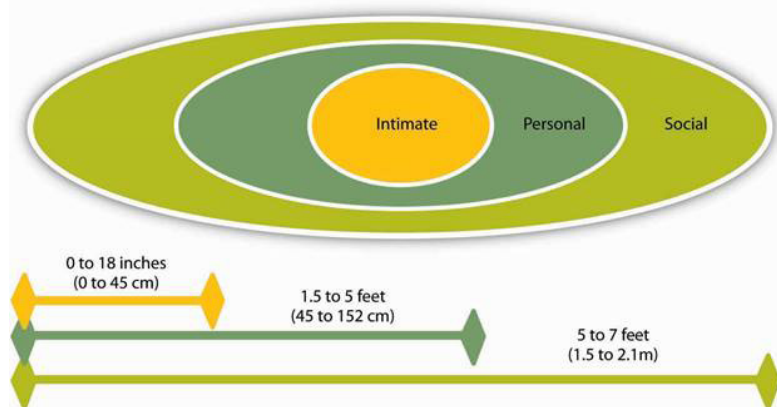 Intimate
Personal
Social
0 to 18 inches
(0 to 45 cm)
1.5 to 5 feet
(45 to 152 cm)
5 to 7 feet
(1.5 to 2.1m)